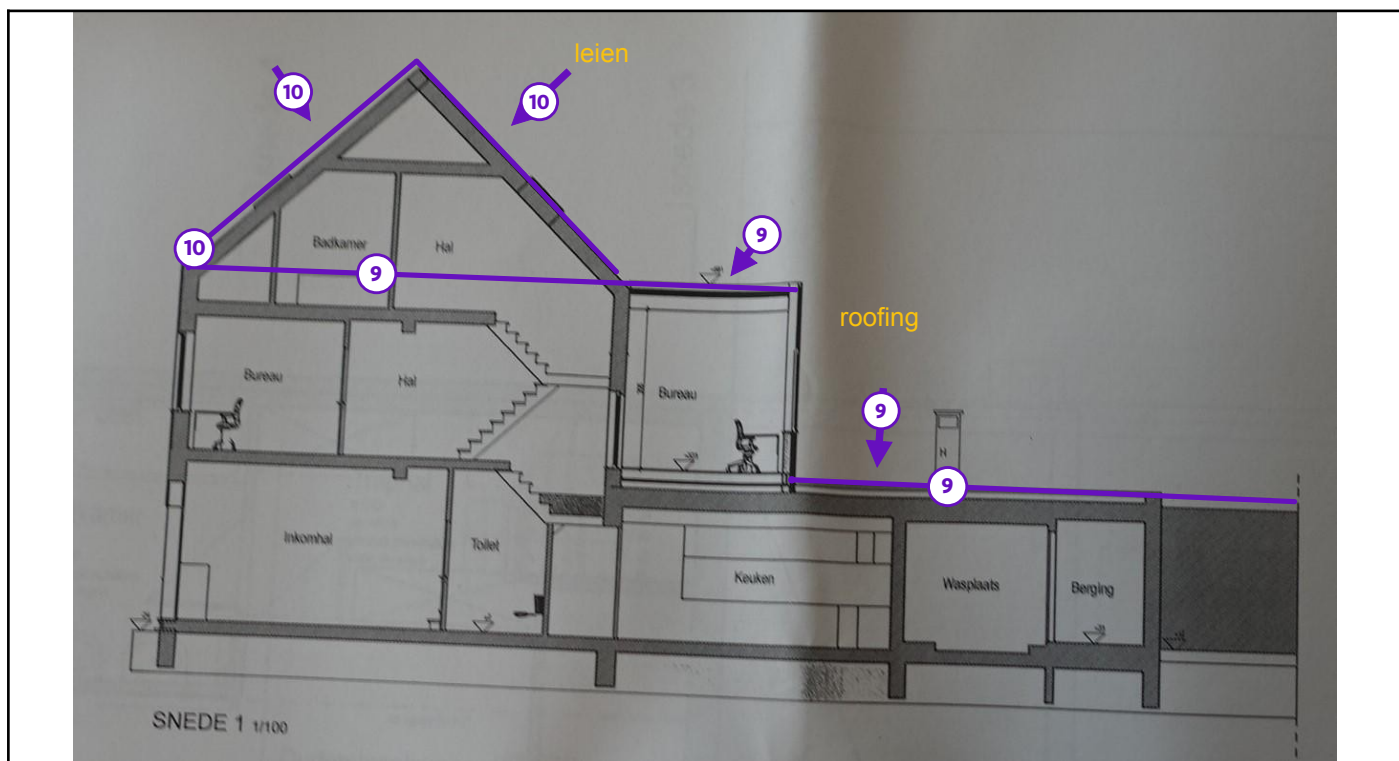 leien
10
10
10
9
9
9
9
roofing
Badkamer
Hal
Bureau
Hal
Bureau
H
Inkomhal
Toilet
Keuken
Wasplaats
Berging
SNEDE 1 1/100